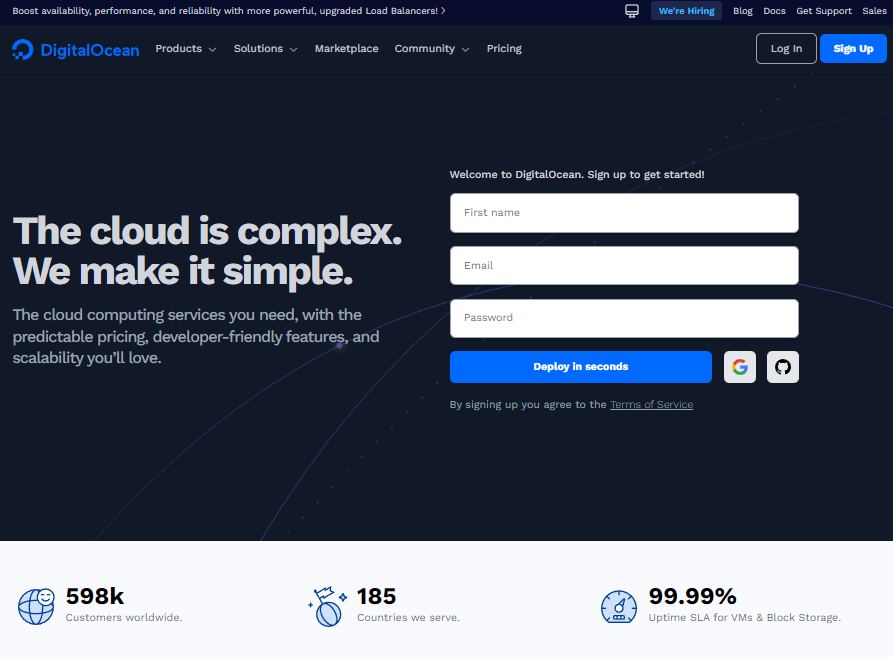 Boost availability, performance, and reliability with more powerful, upgraded Load Balancers!
We're Hiring
Blog
Docs
Get Support
Sales
DigitalOcean
Products
Solutions
Marketplace
Community
Pricing
Log In
Sign Up
The cloud is complex.
We make it simple.
The cloud computing services you need, with the
predictable pricing, developer-friendly features, and
scalability you'll love.
Welcome to DigitalOcean. Sign up to get started!
First name
Email
Password
Deploy in seconds
By signing up you agree to the Terms of Service
598k
Customers worldwide.
185
Countries we serve.
99.99%
Uptime SLA for VMs & Block Storage.